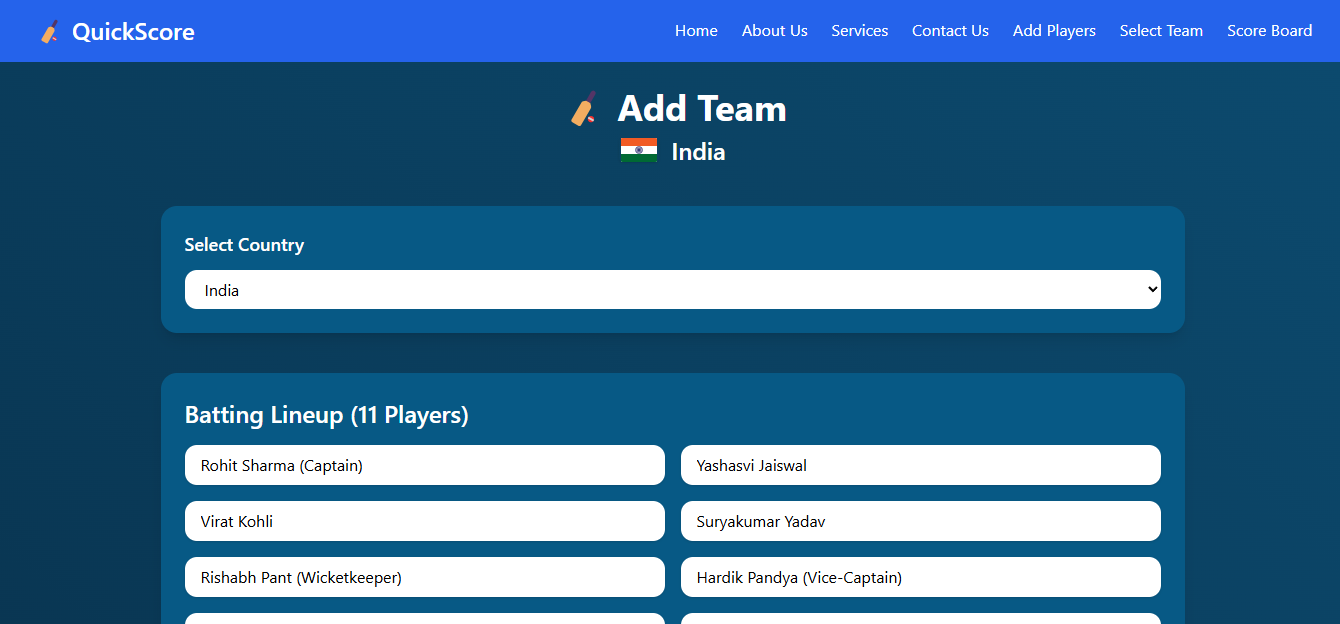 QuickScore
Home About Us Services Contact Us Add Players Select Team Score Board
Add Team
India
Select Country
India
Batting Lineup (11 Players)
Rohit Sharma (Captain) Yashasvi Jaiswal
Virat Kohli Suryakumar Yadav
Rishabh Pant (Wicketkeeper) Hardik Pandya (Vice-Captain)